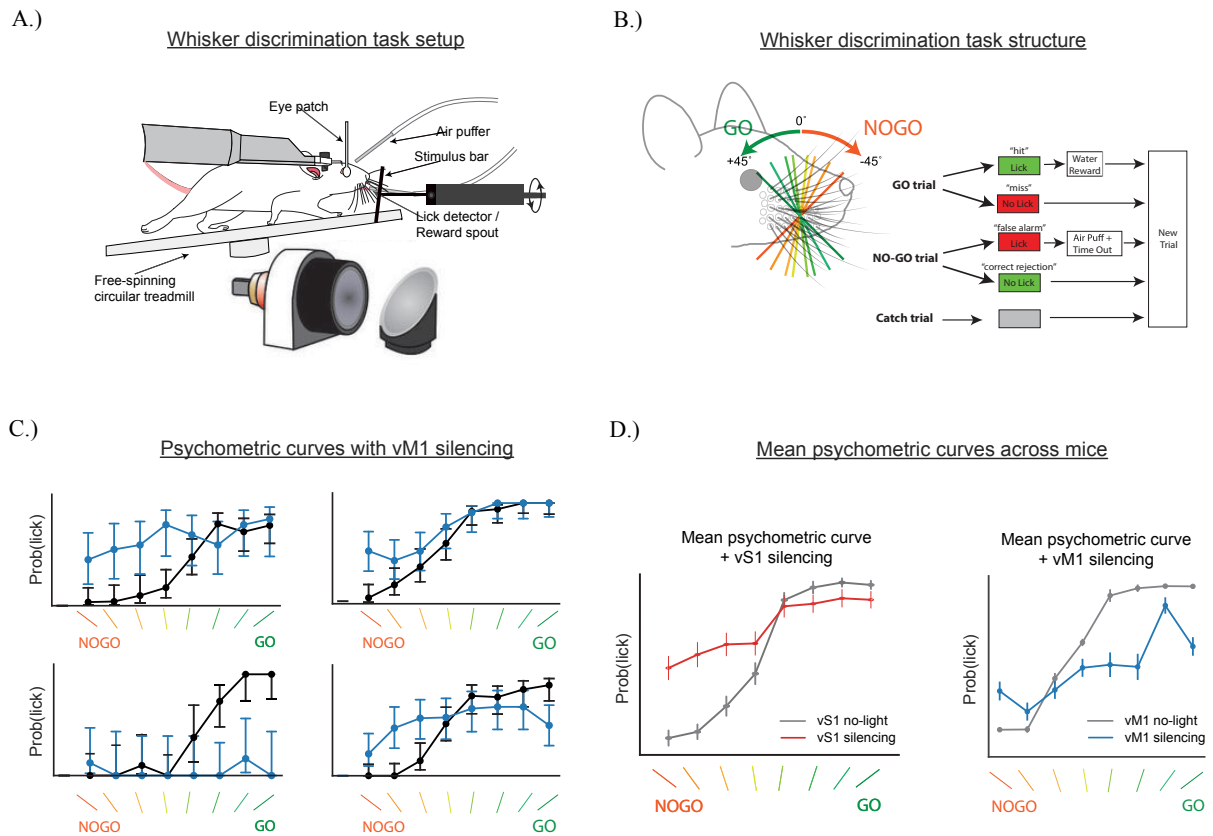 A.)
Whisker discrimination task setup
Eye patch
Air puffer
Stimulus bar
Lick detector /
Reward spout
Free-spinning
circular treadmill
B.)
Whisker discrimination task structure
0°
GO
NOGO
+45°
-45°
GO trial
"hit"
Lick
Water
Reward
"miss"
No Lick
NO-GO trial
"false alarm"
Lick
Air Puff +
Time Out
"correct rejection"
No Lick
Catch trial
New
Trial
C.)
Psychometric curves with vM1 silencing
Prob(lick)
NOGO
GO
NOGO
GO
Prob(lick)
NOGO
GO
NOGO
GO
D.)
Mean psychometric curves across mice
Mean psychometric curve
+ vS1 silencing
Prob(lick)
vS1 no-light
vS1 silencing
NOGO
GO
Mean psychometric curve
+ vM1 silencing
Prob(lick)
vM1 no-light
vM1 silencing
NOGO
GO